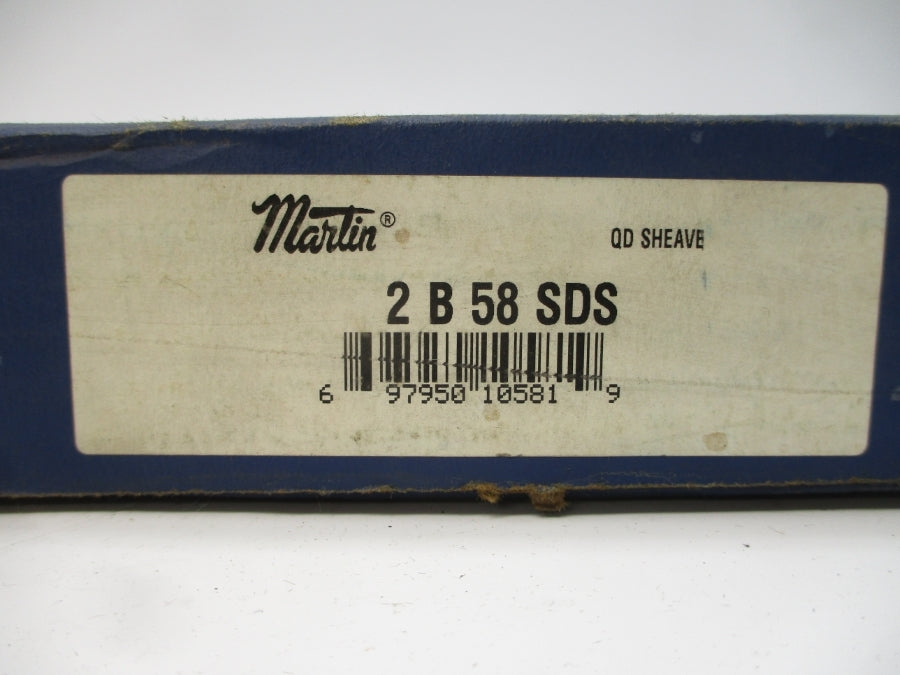 Martin®
QD SHEAVE
2 B 58 SDS
6 97950 10581 9